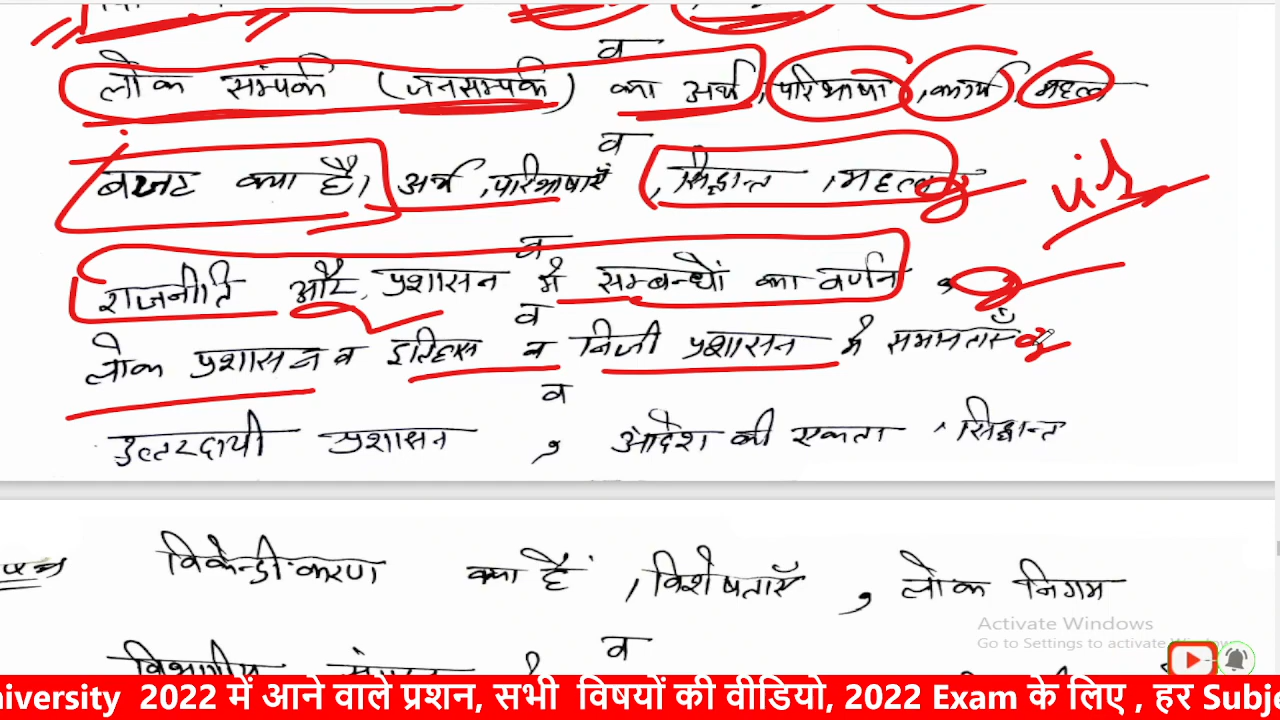 व
लोक संपर्क (जनसम्पर्क) का अर्थ, परिभाषा, कार्य, महत्व
व
बजट क्या है। अर्थ, परिभाषाएँ, सिद्धान्त, महत्व
व
राजनीति और प्रशासन में सम्बन्धों का वर्णन
व
लोक प्रशासन व इतिहास व निजी प्रशासन में समानताएँ
व
उत्तरदायी प्रशासन, आदेश की एकता, सिद्धान्त
विकेन्द्रीकरण क्या है, विशेषताएँ, लोक निगम
Activate Windows
Go to Settings to activate Windows.
व
niversity 2022 में आने वाले प्रशन, सभी विषयों की वीडियो, 2022 Exam के लिए , हर Subje